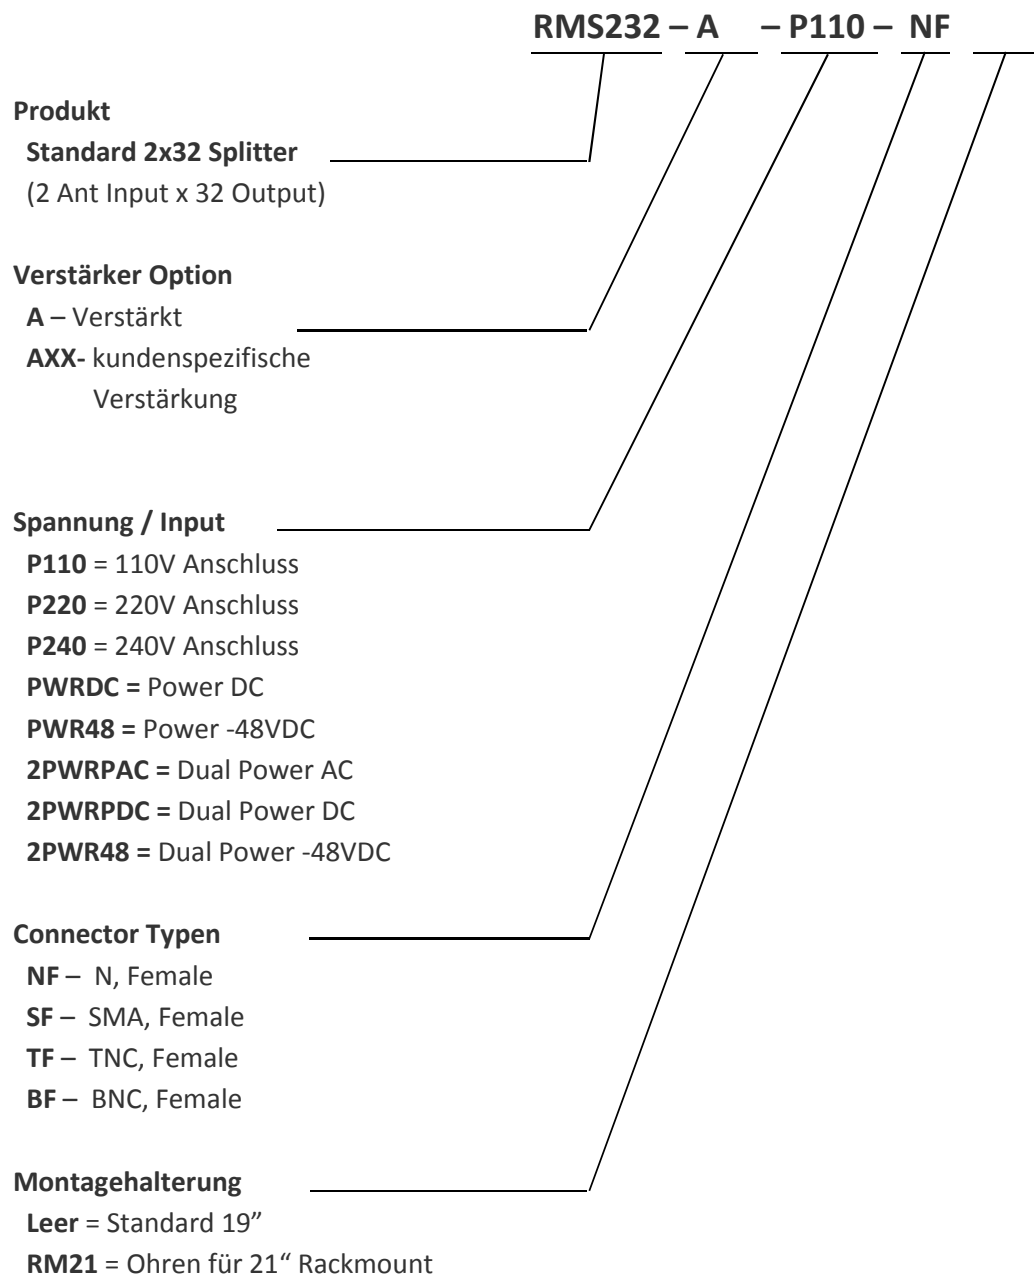 RMS232 – A – P110 – NF
Produkt
Standard 2x32 Splitter
(2 Ant Input x 32 Output)
Verstärker Option
A – Verstärkt
AXX- kundenspezifische
Verstärkung
Spannung / Input
P110 = 110V Anschluss
P220 = 220V Anschluss
P240 = 240V Anschluss
PWRDC = Power DC
PWR48 = Power -48VDC
2PWRPAC = Dual Power AC
2PWRPDC = Dual Power DC
2PWR48 = Dual Power -48VDC
Connector Typen
NF – N, Female
SF – SMA, Female
TF – TNC, Female
BF – BNC, Female
Montagehalterung
Leer = Standard 19”
RM21 = Ohren für 21“ Rackmount